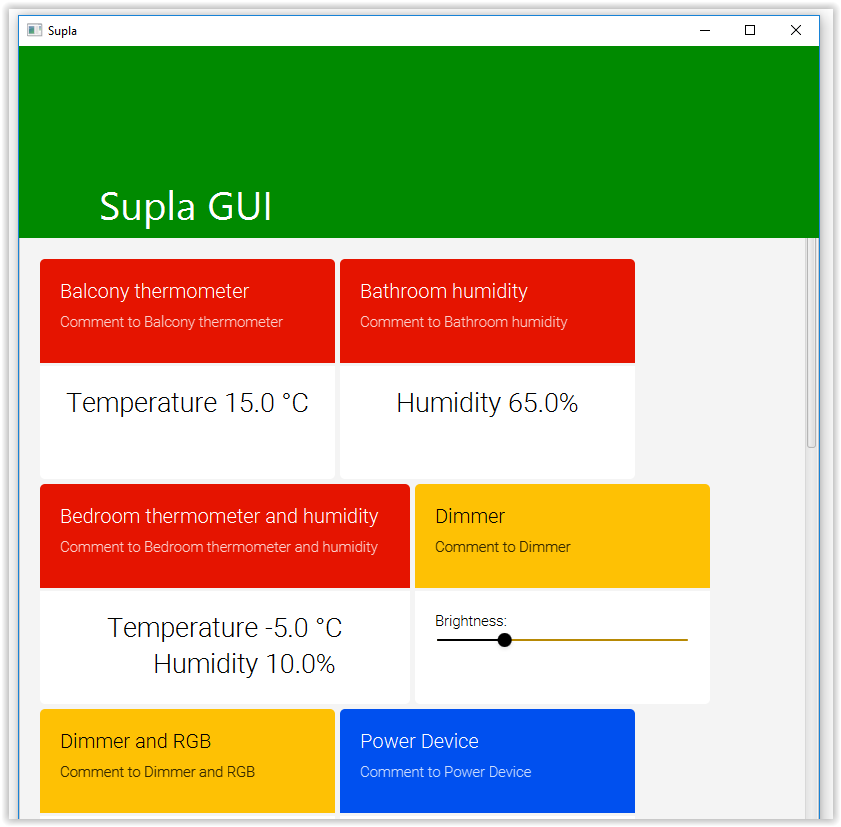 Supla
Supla GUI
Balcony thermometer
Comment to Balcony thermometer
Temperature 15.0 °C
Bathroom humidity
Comment to Bathroom humidity
Humidity 65.0%
Bedroom thermometer and humidity
Comment to Bedroom thermometer and humidity
Temperature -5.0 °C
Humidity 10.0%
Dimmer
Comment to Dimmer
Brightness:
Dimmer and RGB
Comment to Dimmer and RGB
Power Device
Comment to Power Device